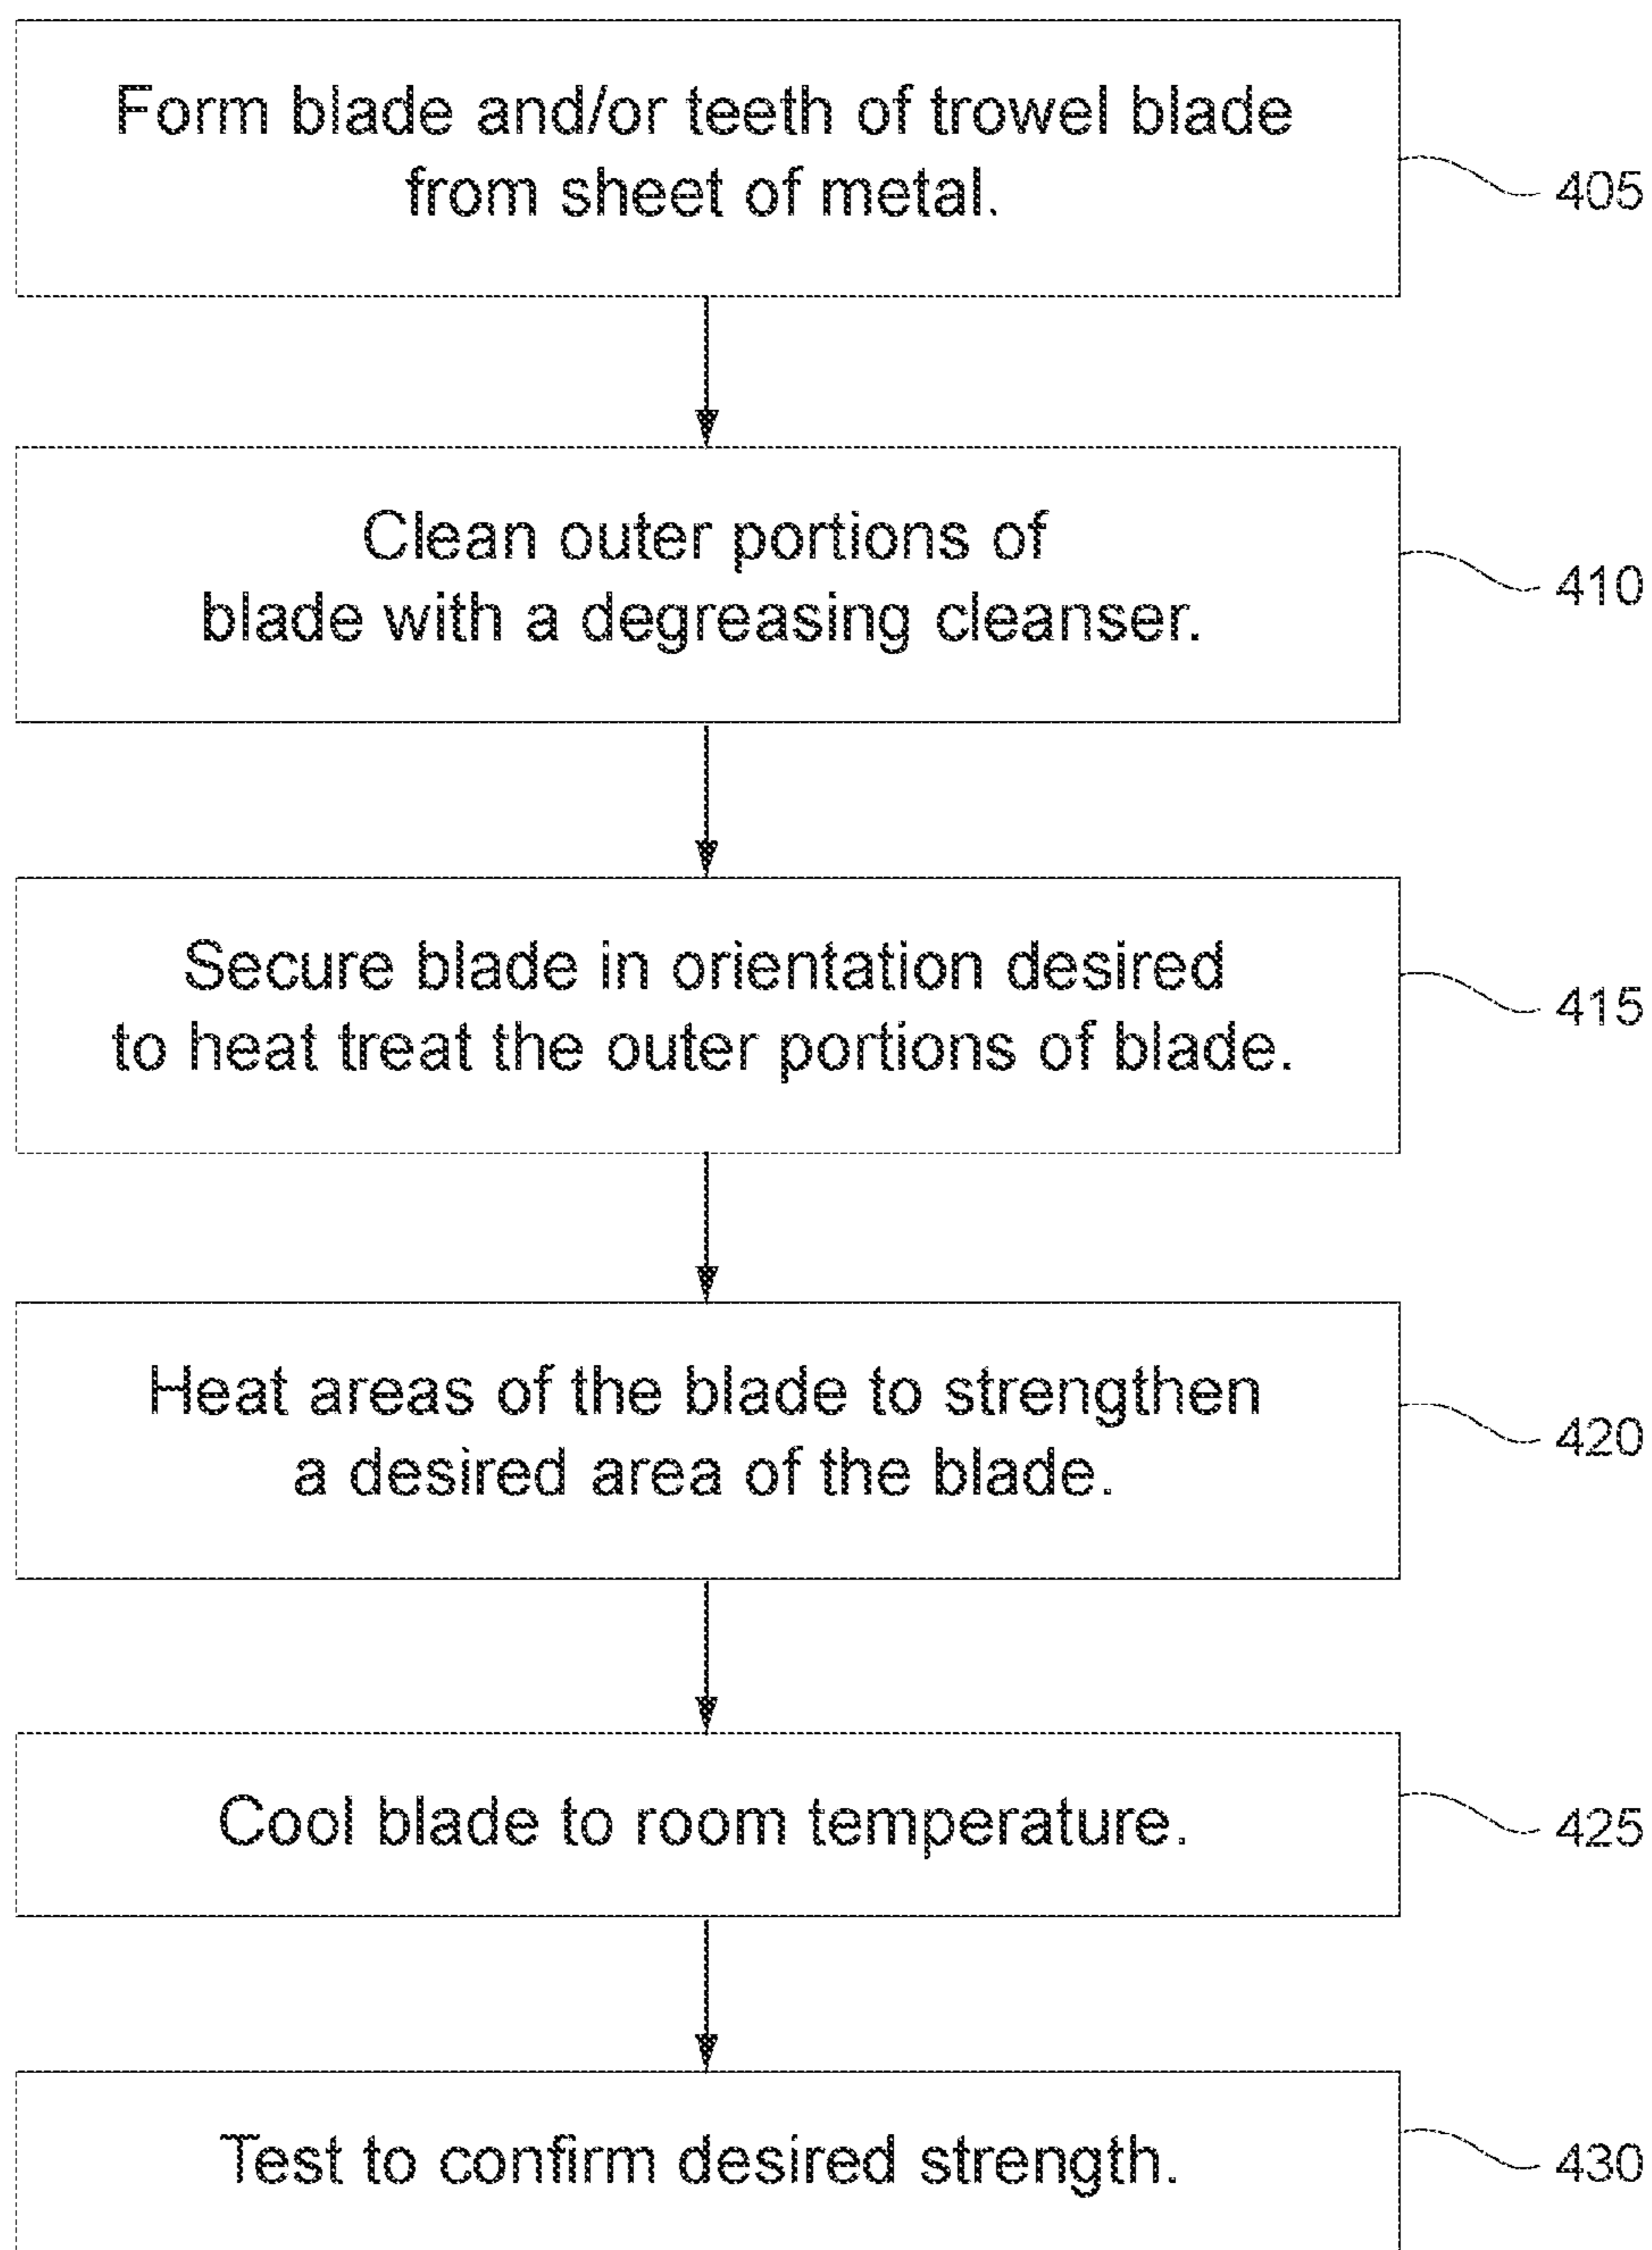 Form blade and/or teeth of trowel blade
from sheet of metal.
405
Clean outer portions of
blade with a degreasing cleanser.
410
Secure blade in orientation desired
to heat treat the outer portions of blade.
415
Heat areas of the blade to strengthen
a desired area of the blade.
420
Cool blade to room temperature.
425
Test to confirm desired strength.
430